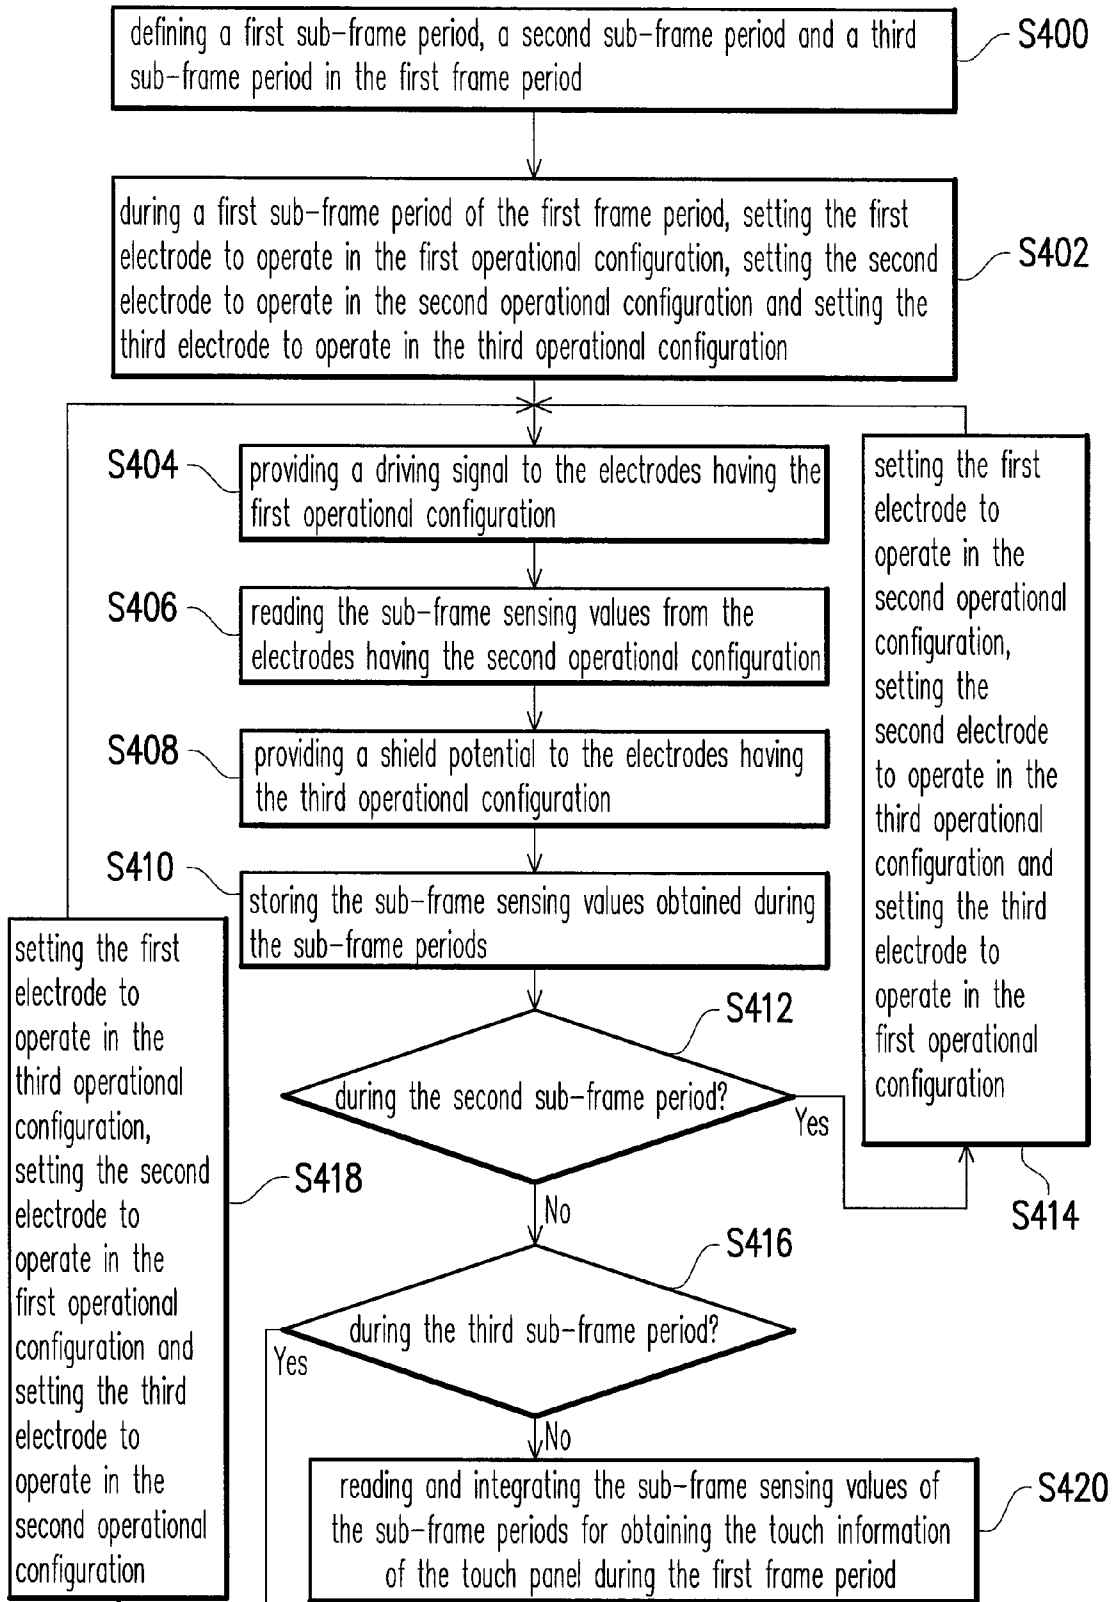 defining a first sub-frame period, a second sub-frame period and a third
sub-frame period in the first frame period
S400
during a first sub-frame period of the first frame period, setting the first
electrode to operate in the first operational configuration, setting the second
electrode to operate in the second operational configuration and setting the
third electrode to operate in the third operational configuration
S402
S404
providing a driving signal to the electrodes having the
first operational configuration
S406
reading the sub-frame sensing values from the
electrodes having the second operational configuration
S408
providing a shield potential to the electrodes having
the third operational configuration
S410
storing the sub-frame sensing values obtained during
the sub-frame periods
S412
during the second sub-frame period?
Yes
No
setting the first
electrode to
operate in the
second operational
configuration,
setting the
second electrode
to operate in the
third operational
configuration and
setting the third
electrode to
operate in the
first operational
configuration
S414
S416
during the third sub-frame period?
Yes
No
setting the first
electrode to
operate in the
third operational
configuration,
setting the second
electrode to
operate in the
first operational
configuration and
setting the third
electrode to
operate in the
second operational
configuration
S418
reading and integrating the sub-frame sensing values of
the sub-frame periods for obtaining the touch information
of the touch panel during the first frame period
S420